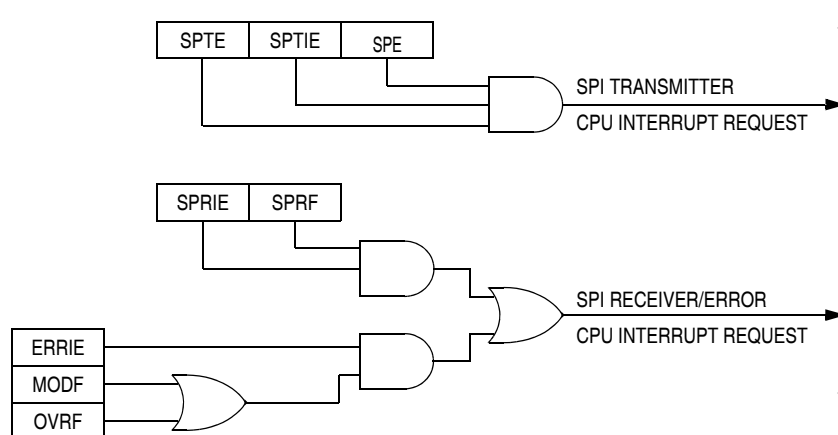 SPTE SPTIE SPE
SPI TRANSMITTER
CPU INTERRUPT REQUEST
SPRIE SPRF
SPI RECEIVER/ERROR
CPU INTERRUPT REQUEST
ERRIE
MODF
OVRF